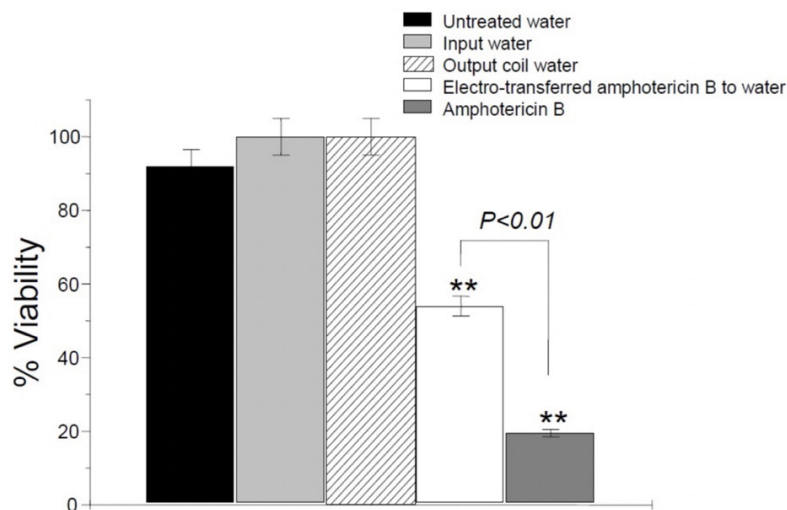 Untreated water
Input water
Output coil water
Electro-transferred amphotericin B to water
Amphotericin B
100
80
60
40
20
0
% Viability
P<0.01
**
**